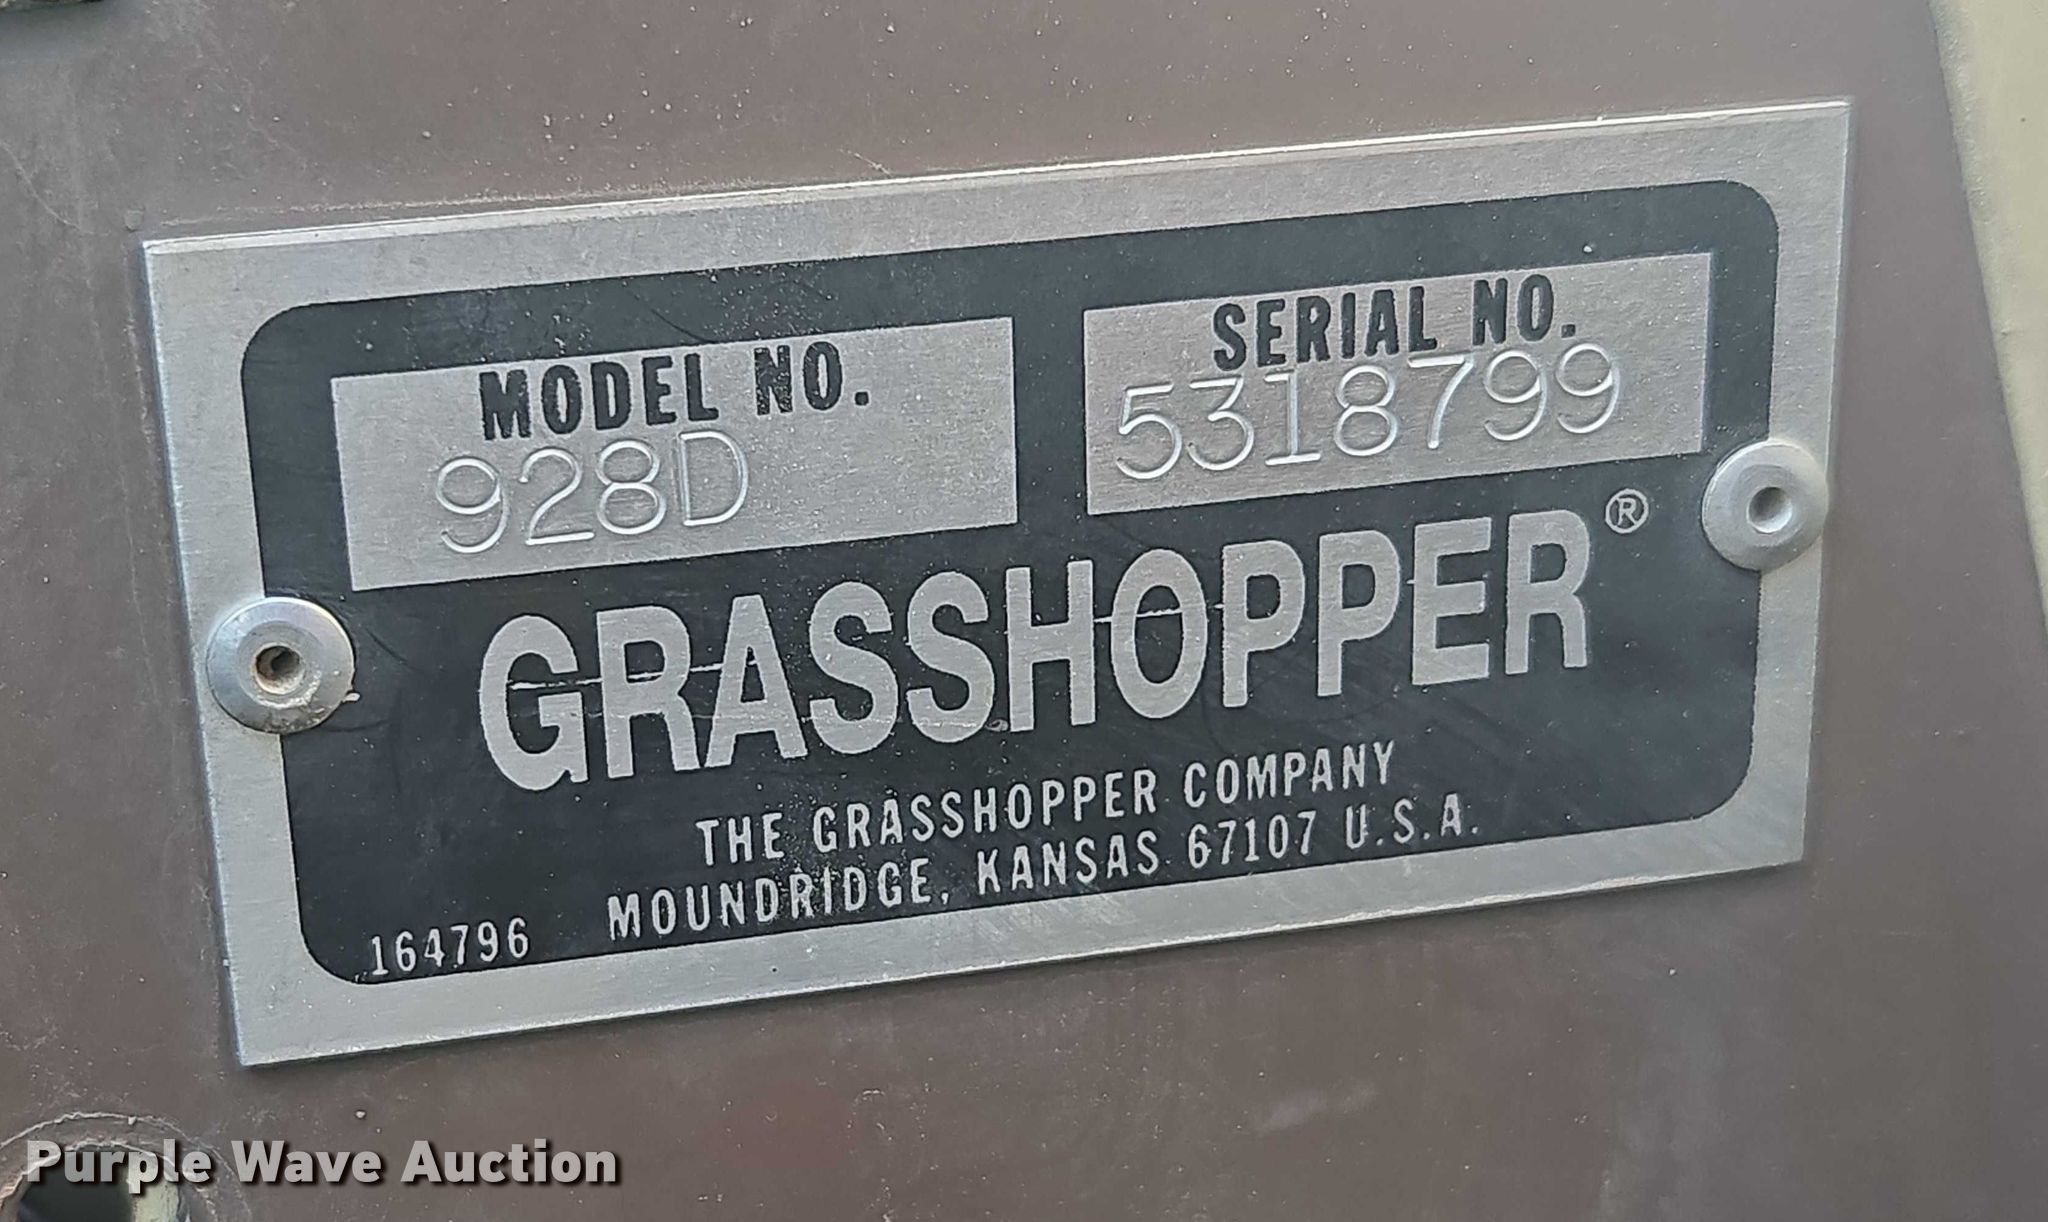 MODEL NO.
928D
SERIAL NO.
5318799
GRASSHOPPER®
THE GRASSHOPPER COMPANY
MOUNDRIDGE, KANSAS 67107 U.S.A.
164796
Purple Wave Auction